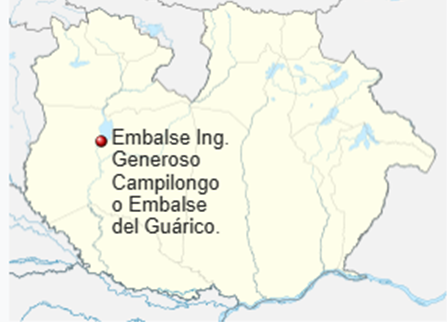 Embalse Ing.
Generoso
Campilongo
o Embalse
del Guárico.